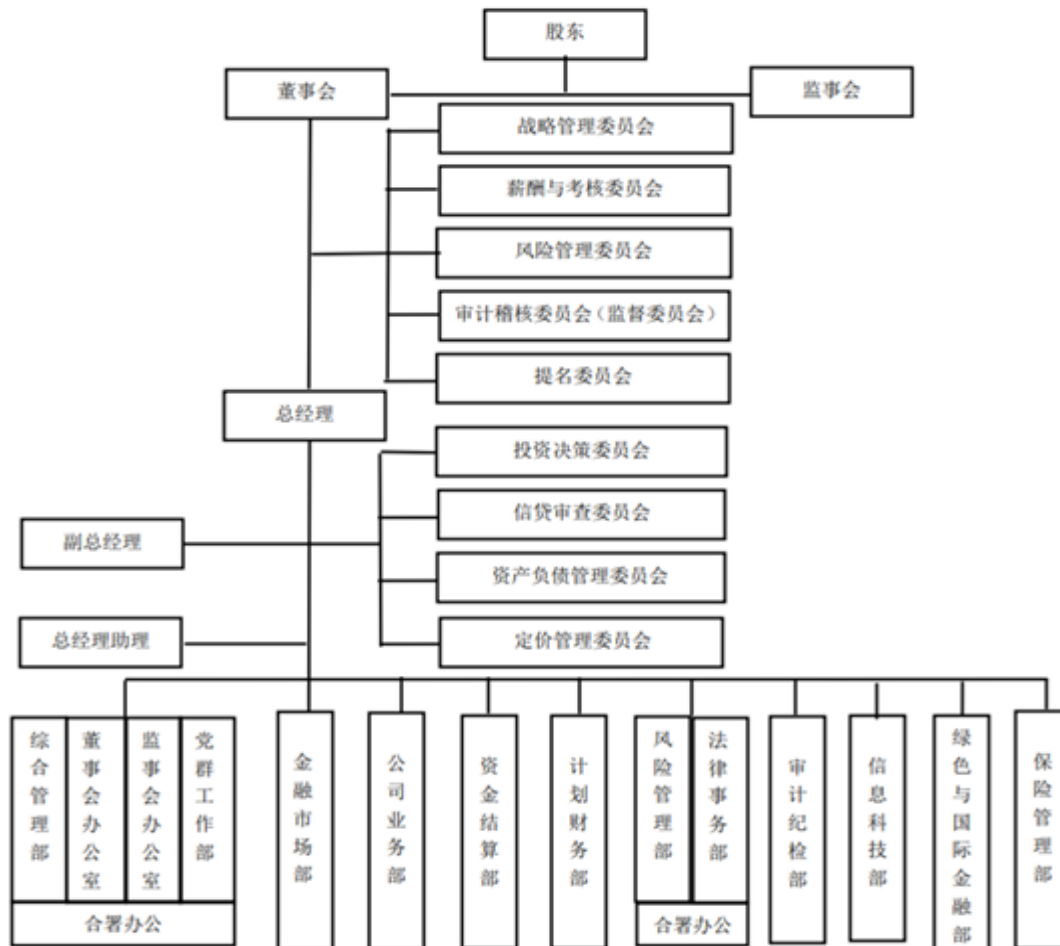 股东
董事会
监事会
战略管理委员会
薪酬与考核委员会
风险管理委员会
审计稽核委员会（监督委员会）
提名委员会
总经理
投资决策委员会
信贷审查委员会
副总经理
资产负债管理委员会
总经理助理
定价管理委员会
综合管理部
董事会办公室
监事会办公室
党群工作部
合署办公
金融市场部
公司业务部
资金结算部
计划财务部
风险管理部
法律事务部
合署办公
审计纪检部
信息科技部
绿色与国际金融部
保险管理部